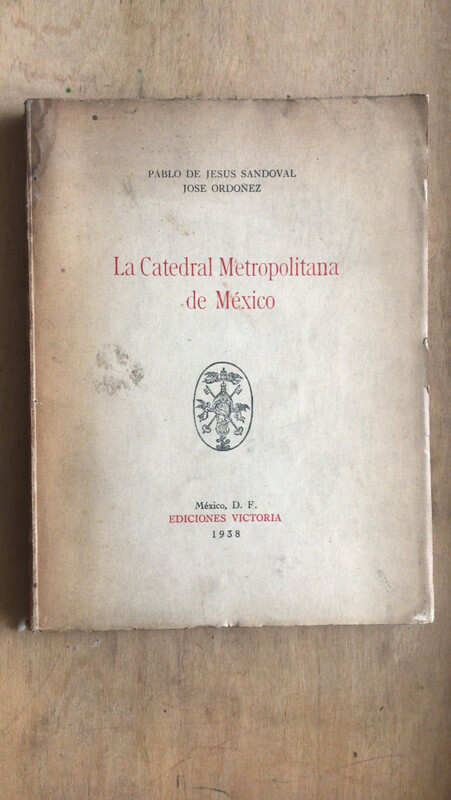 PABLO DE JESUS SANDOVAL
JOSE ORDOÑEZ
La Catedral Metropolitana
de México
México, D. F.
EDICIONES VICTORIA
1938